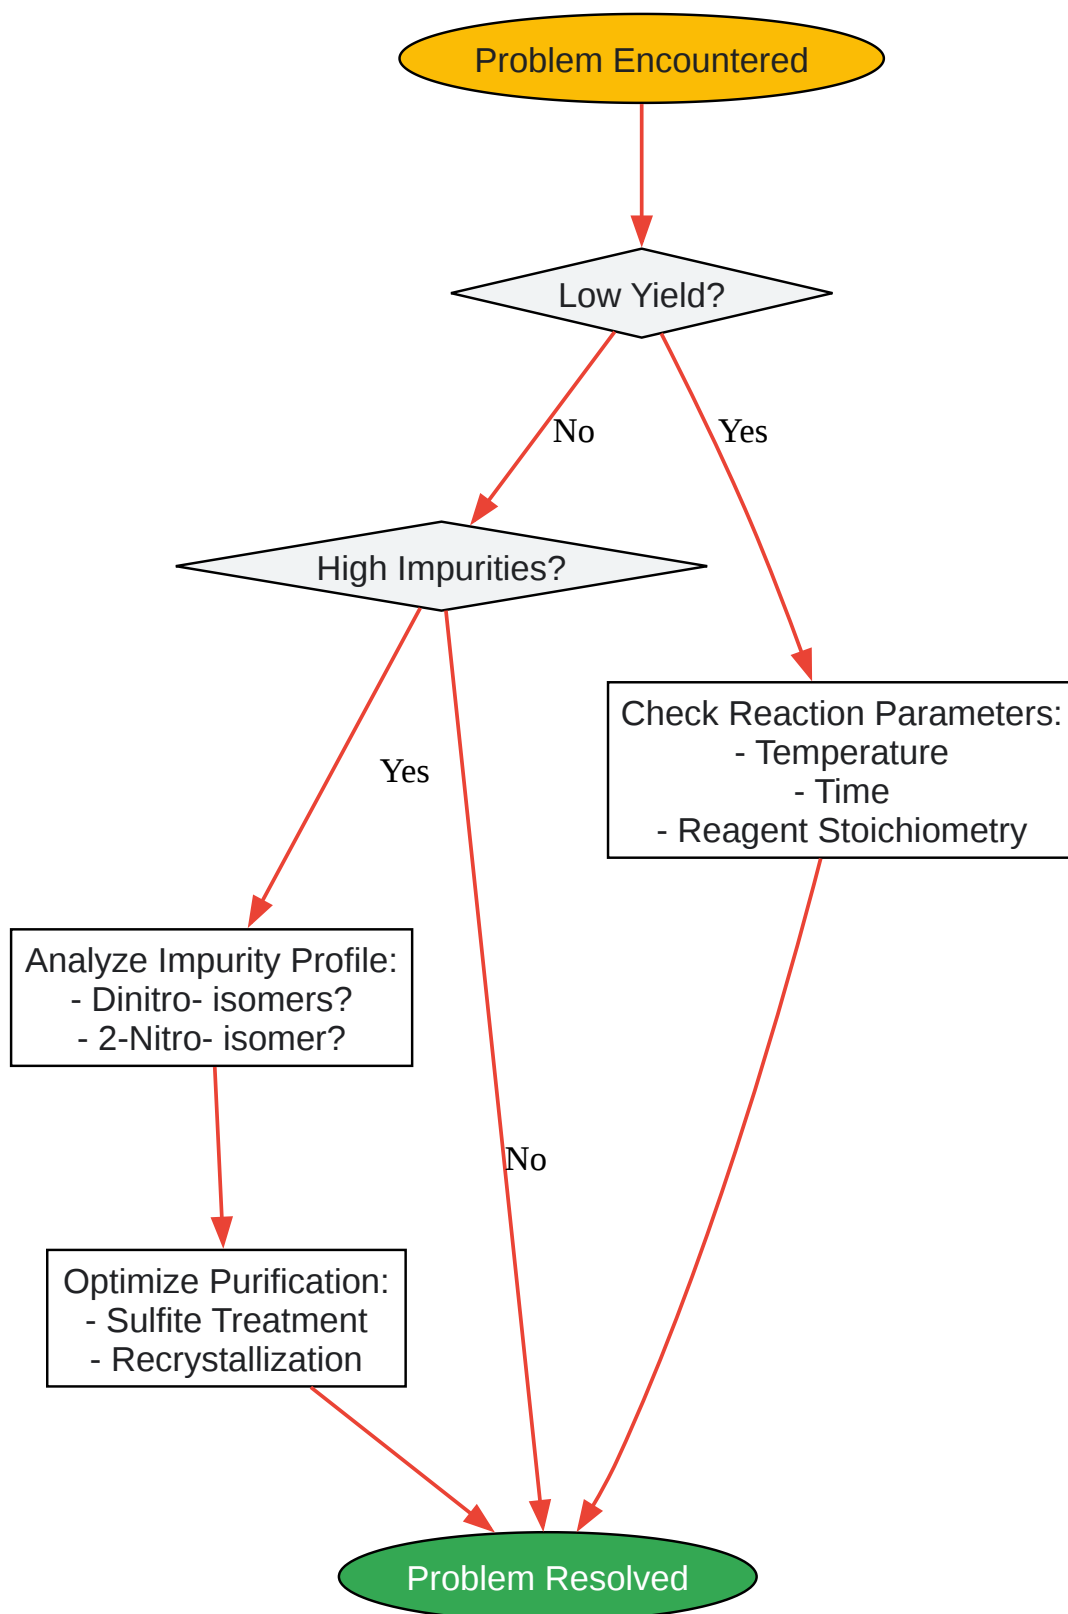 Problem Encountered
Low Yield?
No
Yes
High Impurities?
Check Reaction Parameters:
- Temperature
- Time
- Reagent Stoichiometry
Yes
Analyze Impurity Profile:
- Dinitro- isomers?
- 2-Nitro- isomer?
No
Optimize Purification:
- Sulfite Treatment
- Recrystallization
Problem Resolved